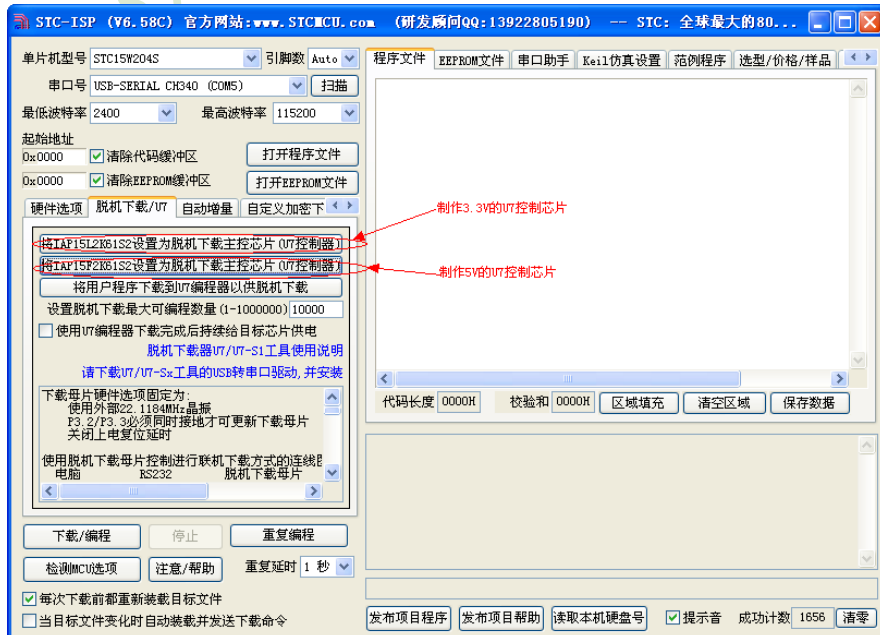 STC-ISP (V6.58C) 官方网站:www.STCMCU.com (研发顾问QQ:13922805190) -- STC: 全球最大的80...
单片机型号 STC15W204S 引脚数 Auto
串口号 USB-SERIAL CH340 (COM5) 扫描
最低波特率 2400 最高波特率 115200
起始地址
0x0000 清除代码缓冲区 打开程序文件
0x0000 清除EEPROM缓冲区 打开EEPROM文件
硬件选项 脱机下载/U7 自动增量 自定义加密下
将IAP15L2K61S2设置为脱机下载主控芯片(U7控制器)
将IAP15F2K61S2设置为脱机下载主控芯片(U7控制器)
将用户程序下载到U7编程器以供脱机下载
设置脱机下载最大可编程数量(1-1000000) 10000
使用U7编程器下载完成后持续给目标芯片供电
脱机下载器U7/U7-S1工具使用说明
请下载U7/U7-Sx工具的USB转串口驱动,并安装
下载母片硬件选项固定为:
使用外部22.1184MHz晶振
P3.2/P3.3必须同时接地才可更新下载母片
关闭上电复位延时
使用脱机下载母片控制进行联机下载方式的连线
电脑 RS232 脱机下载母片
下载/编程 停止 重复编程
检测MCU选项 注意/帮助 重复延时 1 秒
每次下载前都重新装载目标文件
当目标文件变化时自动装载并发送下载命令
程序文件 EEPROM文件 串口助手 Keil仿真设置 范例程序 选型/价格/样品
制作3.3V的U7控制芯片
制作5V的U7控制芯片
代码长度 0000H 校验和 0000H 区域填充 清空区域 保存数据
发布项目程序 发布项目帮助 读取本机硬盘号 提示音 成功计数 1656 清零